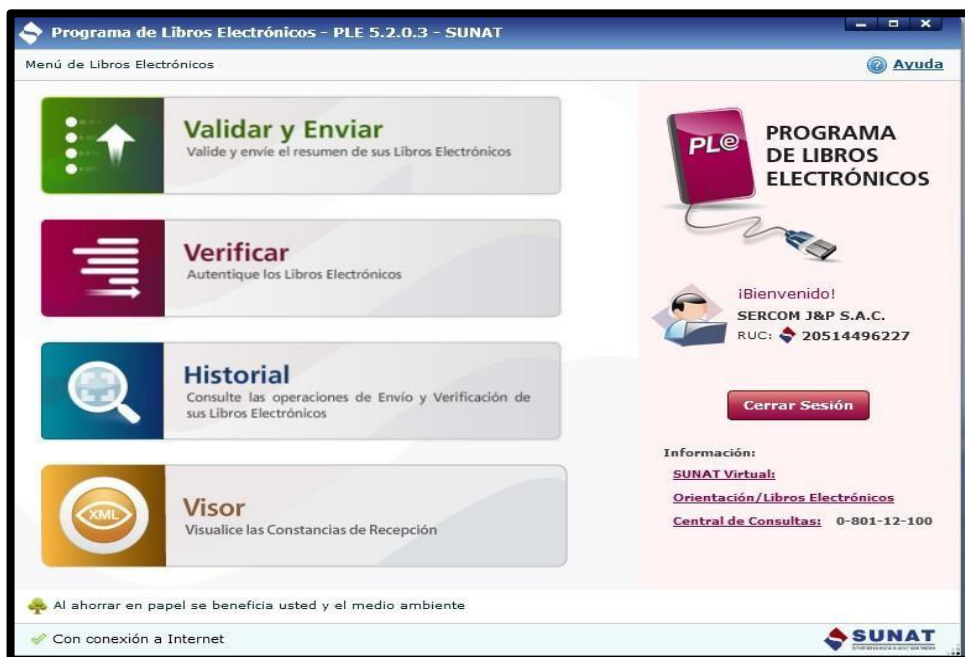 Programa de Libros Electrónicos - PLE 5.2.0.3 - SUNAT
Menú de Libros Electrónicos
Ayuda
Validar y Enviar
Valide y envíe el resumen de sus Libros Electrónicos
Verificar
Autentique los Libros Electrónicos
Historial
Consulte las operaciones de Envío y Verificación de
sus Libros Electrónicos
XML
Visor
Visualice las Constancias de Recepción
PLe
PROGRAMA
DE LIBROS
ELECTRÓNICOS
¡Bienvenido!
SERCOM J&P S.A.C.
RUC: 20514496227
Cerrar Sesión
Información:
SUNAT Virtual:
Orientación/Libros Electrónicos
Central de Consultas: 0-801-12-100
Al ahorrar en papel se beneficia usted y el medio ambiente
Con conexión a Internet
SUNAT